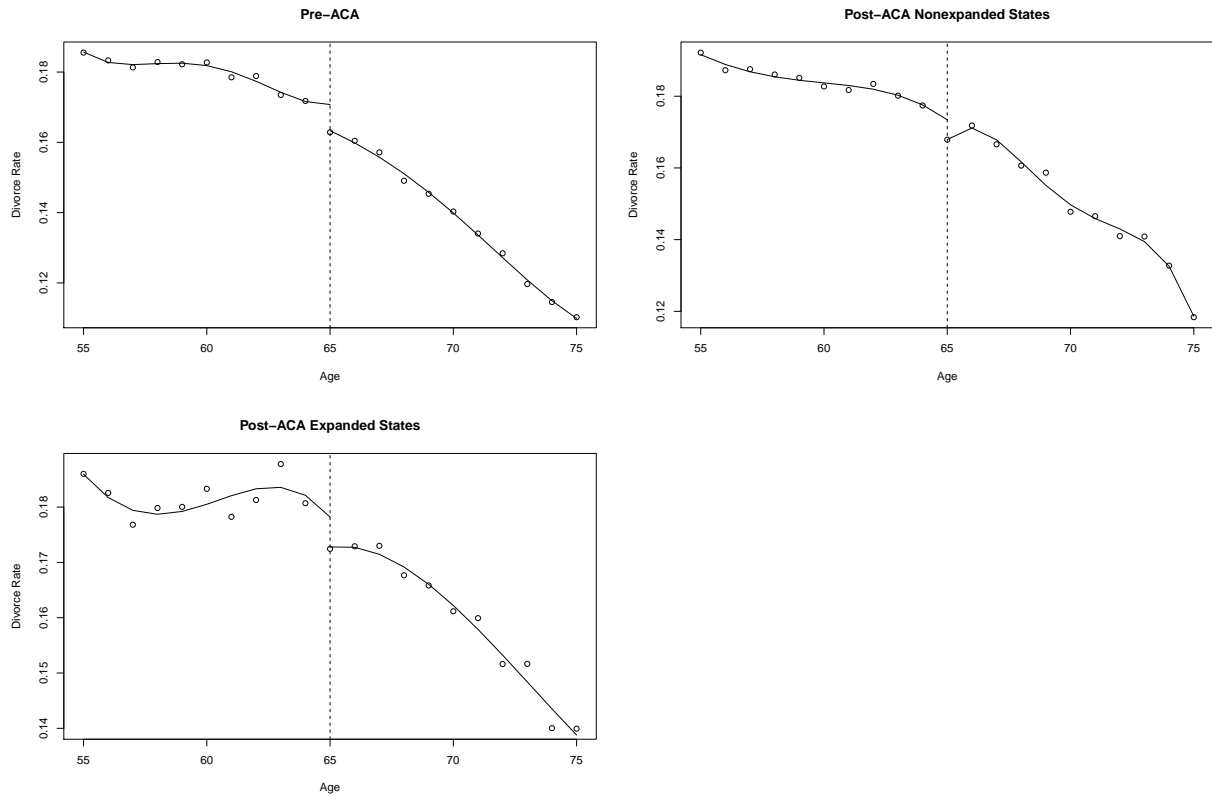 Pre−ACA
Divorce Rate
0.18
0.16
0.14
0.12
55 60 65 70 75
Age
Post−ACA Nonexpanded States
Divorce Rate
0.18
0.16
0.14
0.12
55 60 65 70 75
Age
Post−ACA Expanded States
Divorce Rate
0.18
0.17
0.16
0.15
0.14
55 60 65 70 75
Age